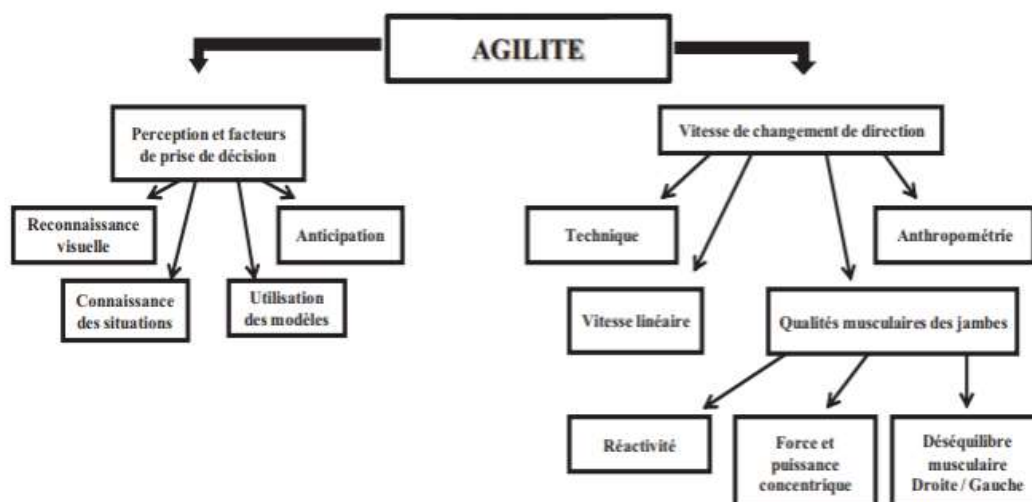 AGILITE
Perception et facteurs
de prise de décision
Vitesse de changement de direction
Reconnaissance
visuelle
Anticipation
Connaissance
des situations
Utilisation
des modèles
Technique
Anthropométrie
Vitesse linéaire
Qualités musculaires des jambes
Réactivité
Force et
puissance
concentrique
Déséquilibre
musculaire
Droite / Gauche